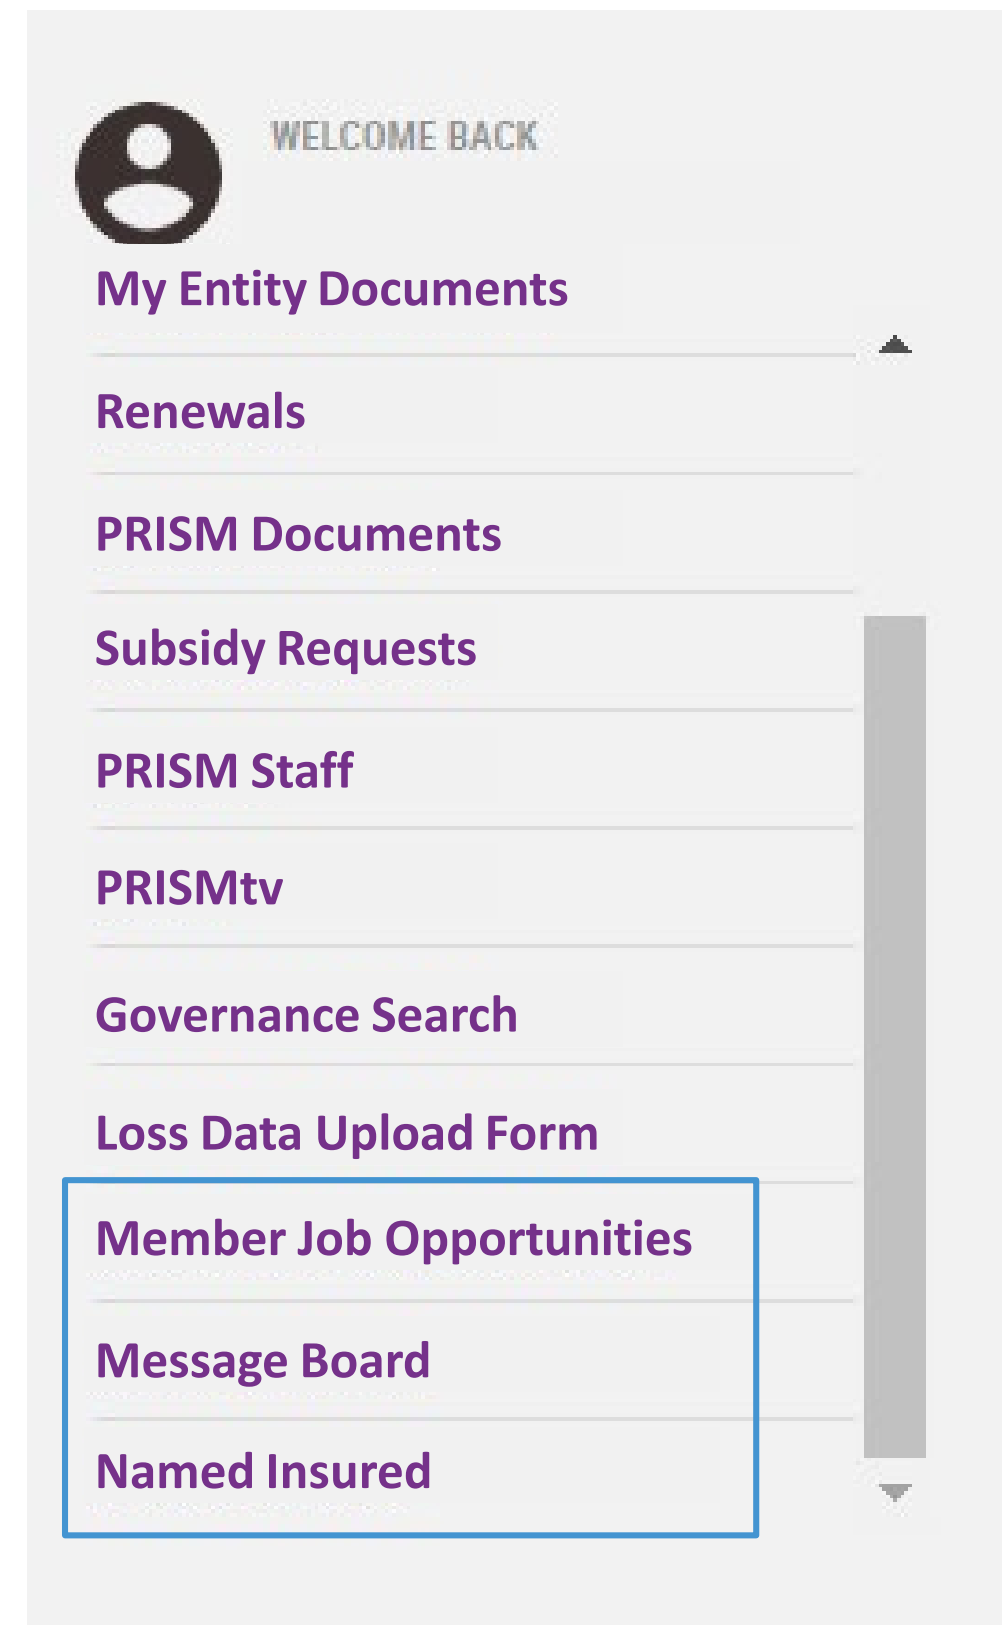 WELCOME BACK
My Entity Documents
Renewals
PRISM Documents
Subsidy Requests
PRISM Staff
PRISMtv
Governance Search
Loss Data Upload Form
Member Job Opportunities
Message Board
Named Insured